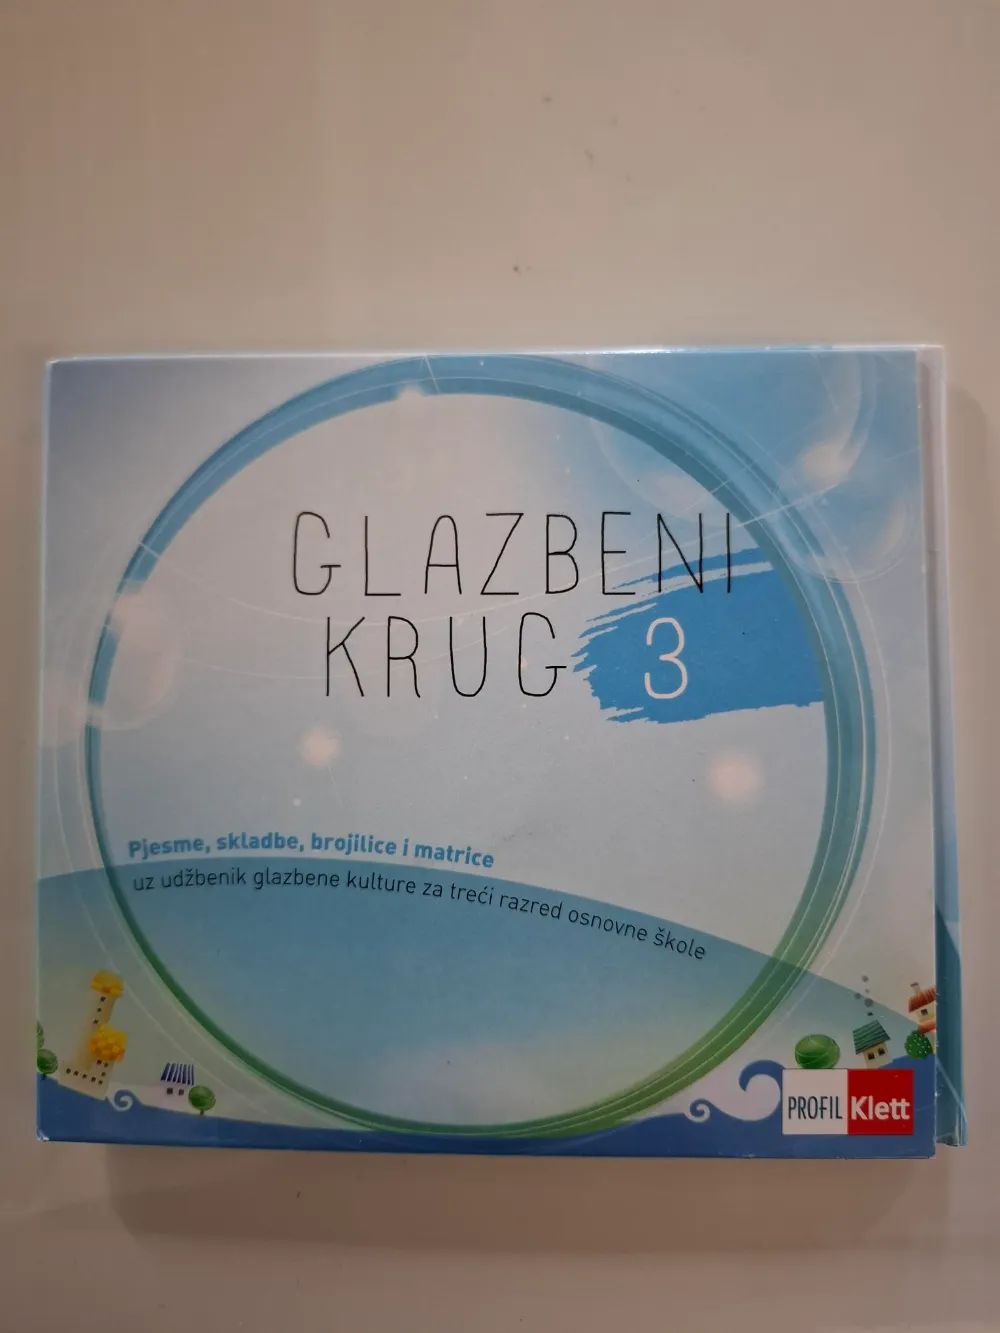 GLAZBENI
KRUG 3
Pjesme, skladbe, brojilice i matrice
uz udžbenik glazbene kulture za treći razred osnovne škole
PROFIL Klett